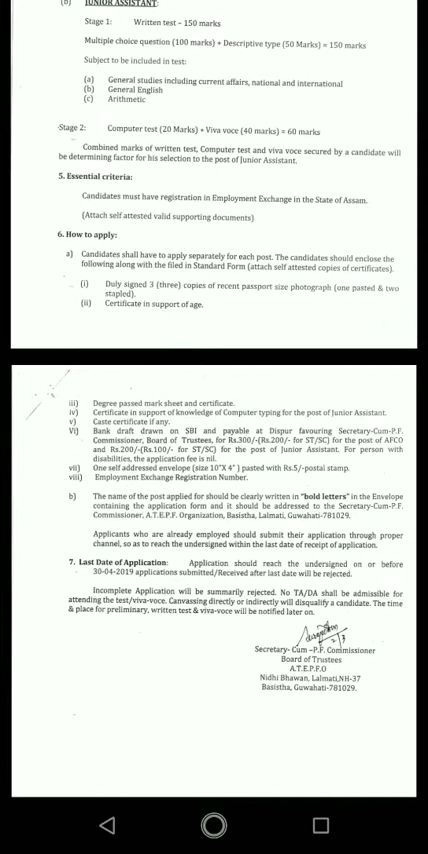 (b) JUNIOR ASSISTANT:
Stage 1: Written test – 150 marks
Multiple choice question (100 marks) + Descriptive type (50 Marks) = 150 marks
Subject to be included in test:
(a) General studies including current affairs, national and international
(b) General English
(c) Arithmetic
Stage 2: Computer test (20 Marks) + Viva voce (40 marks) = 60 marks
Combined marks of written test, Computer test and viva voce secured by a candidate will
be determining factor for his selection to the post of Junior Assistant.
5. Essential criteria:
Candidates must have registration in Employment Exchange in the State of Assam.
(Attach self attested valid supporting documents)
6. How to apply:
a) Candidates shall have to apply separately for each post. The candidates should enclose the
following along with the filed in Standard Form (attach self attested copies of certificates).
(i) Duly signed 3 (three) copies of recent passport size photograph (one pasted & two
stapled).
(ii) Certificate in support of age.
iii) Degree passed mark sheet and certificate.
iv) Certificate in support of knowledge of Computer typing for the post of Junior Assistant.
v) Caste certificate if any.
Vi) Bank draft drawn on SBI and payable at Dispur favouring Secretary-Cum-P.F.
Commissioner, Board of Trustees, for Rs.300/-(Rs.200/- for ST/SC) for the post of AFCO
and Rs.200/-(Rs.100/- for ST/SC) for the post of Junior Assistant. For person with
disabilities, the application fee is nil.
vii) One self addressed envelope (size 10"X 4" ) pasted with Rs.5/-postal stamp.
viii) Employment Exchange Registration Number.
b) The name of the post applied for should be clearly written in "bold letters" in the Envelope
containing the application form and it should be addressed to the Secretary-Cum-P.F.
Commissioner, A.T.E.P.F. Organization, Basistha, Lalmati, Guwahati-781029.
Applicants who are already employed should submit their application through proper
channel, so as to reach the undersigned within the last date of receipt of application.
7. Last Date of Application: Application should reach the undersigned on or before
30-04-2019 applications submitted/Received after last date will be rejected.
Incomplete Application will be summarily rejected. No TA/DA shall be admissible for
attending the test/viva-voce. Canvassing directly or indirectly will disqualify a candidate. The time
& place for preliminary, written test & viva-voce will be notified later on.
Secretary- Cum –P.F. Commissioner
Board of Trustees
A.T.E.P.F.O
Nidhi Bhawan, Lalmati,NH-37
Basistha, Guwahati-781029.